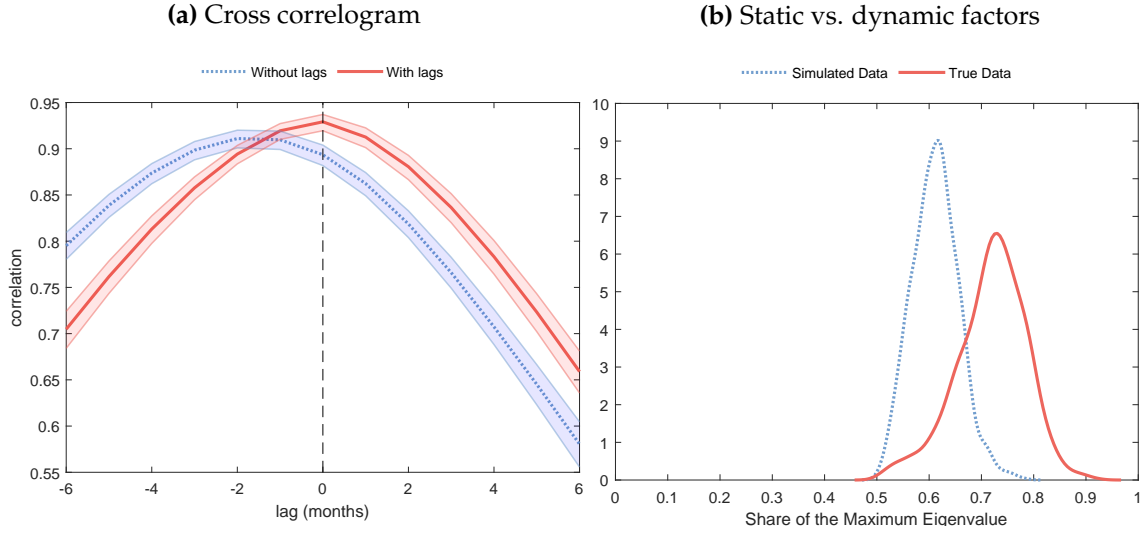 (a) Cross correlogram
Without lags With lags
0.95
0.9
0.85
0.8
0.75
0.7
0.65
0.6
0.55
correlation
-6 -4 -2 0 2 4 6
lag (months)
(b) Static vs. dynamic factors
Simulated Data True Data
10
9
8
7
6
5
4
3
2
1
0
0 0.1 0.2 0.3 0.4 0.5 0.6 0.7 0.8 0.9 1
Share of the Maximum Eigenvalue